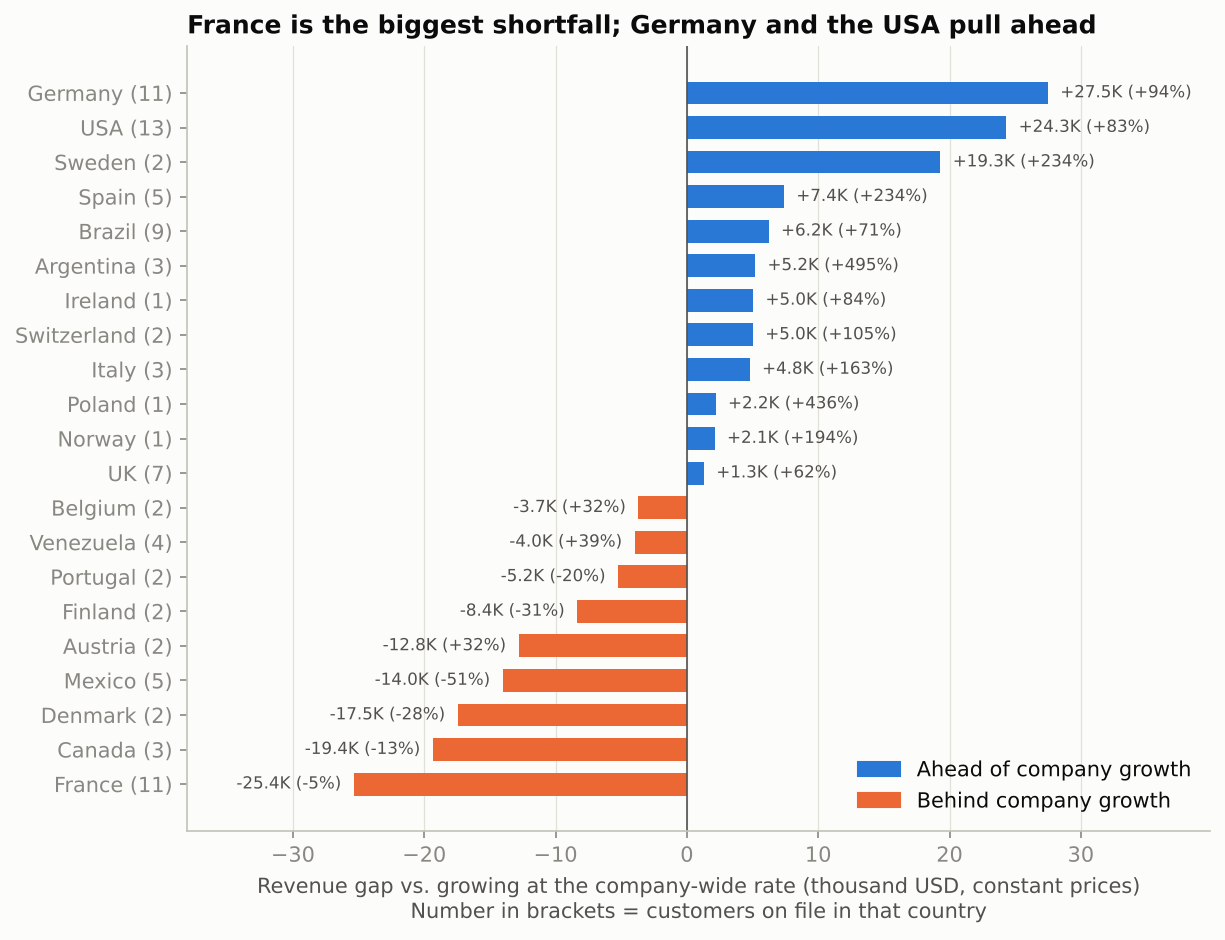 France is the biggest shortfall; Germany and the USA pull ahead
Germany (11) +27.5K (+94%)
USA (13) +24.3K (+83%)
Sweden (2) +19.3K (+234%)
Spain (5) +7.4K (+234%)
Brazil (9) +6.2K (+71%)
Argentina (3) +5.2K (+495%)
Ireland (1) +5.0K (+84%)
Switzerland (2) +5.0K (+105%)
Italy (3) +4.8K (+163%)
Poland (1) +2.2K (+436%)
Norway (1) +2.1K (+194%)
UK (7) +1.3K (+62%)
Belgium (2) -3.7K (+32%)
Venezuela (4) -4.0K (+39%)
Portugal (2) -5.2K (-20%)
Finland (2) -8.4K (-31%)
Austria (2) -12.8K (+32%)
Mexico (5) -14.0K (-51%)
Denmark (2) -17.5K (-28%)
Canada (3) -19.4K (-13%)
France (11) -25.4K (-5%)
Ahead of company growth
Behind company growth
−30 −20 −10 0 10 20 30
Revenue gap vs. growing at the company-wide rate (thousand USD, constant prices)
Number in brackets = customers on file in that country